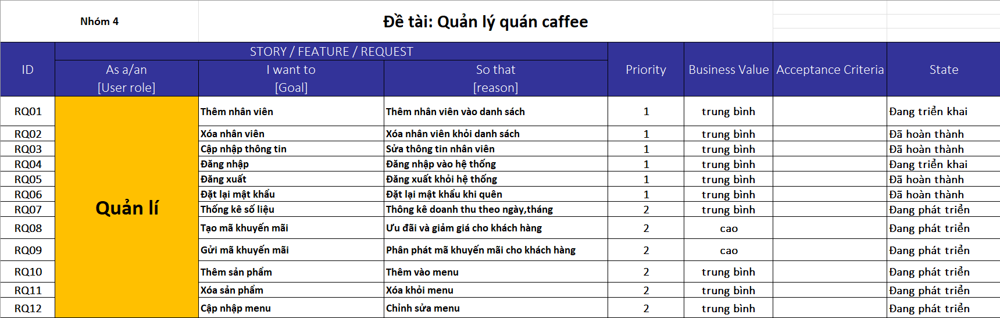 Nhóm 4
Đề tài: Quản lý quán caffee
ID
STORY / FEATURE / REQUEST
As a/an
[User role]
I want to
[Goal]
So that
[reason]
Priority
Business Value
Acceptance Criteria
State
Quản lí
RQ01 Thêm nhân viên Thêm nhân viên vào danh sách 1 trung bình Đang triển khai
RQ02 Xóa nhân viên Xóa nhân viên khỏi danh sách 1 trung bình Đã hoàn thành
RQ03 Cập nhập thông tin Sửa thông tin nhân viên 1 trung bình Đã hoàn thành
RQ04 Đăng nhập Đăng nhập vào hệ thống 1 trung bình Đang triển khai
RQ05 Đăng xuất Đăng xuất khỏi hệ thống 1 trung bình Đã hoàn thành
RQ06 Đặt lại mật khẩu Đặt lại mật khẩu khi quên 1 trung bình Đã hoàn thành
RQ07 Thống kê số liệu Thông kê doanh thu theo ngày,tháng 2 trung bình Đang phát triển
RQ08 Tạo mã khuyến mãi Ưu đãi và giảm giá cho khách hàng 2 cao Đang phát triển
RQ09 Gửi mã khuyến mãi Phân phát mã khuyến mãi cho khách hàng 2 cao Đang phát triển
RQ10 Thêm sản phẩm Thêm vào menu 2 trung bình Đang phát triển
RQ11 Xóa sản phẩm Xóa khỏi menu 2 trung bình Đang phát triển
RQ12 Cập nhập menu Chỉnh sửa menu 2 trung bình Đang phát triển